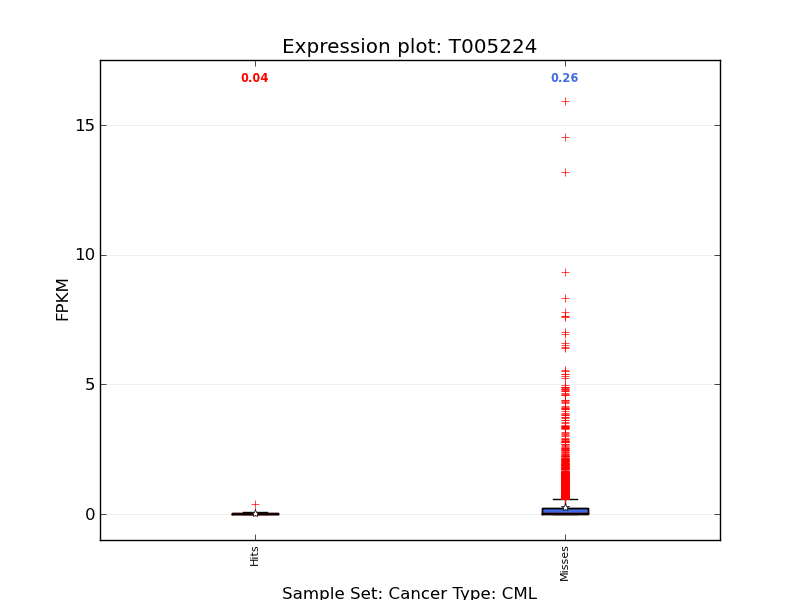 Expression plot: T005224
0.04
0.26
15
10
5
0
FPKM
Hits
Misses
Sample Set: Cancer Type: CML